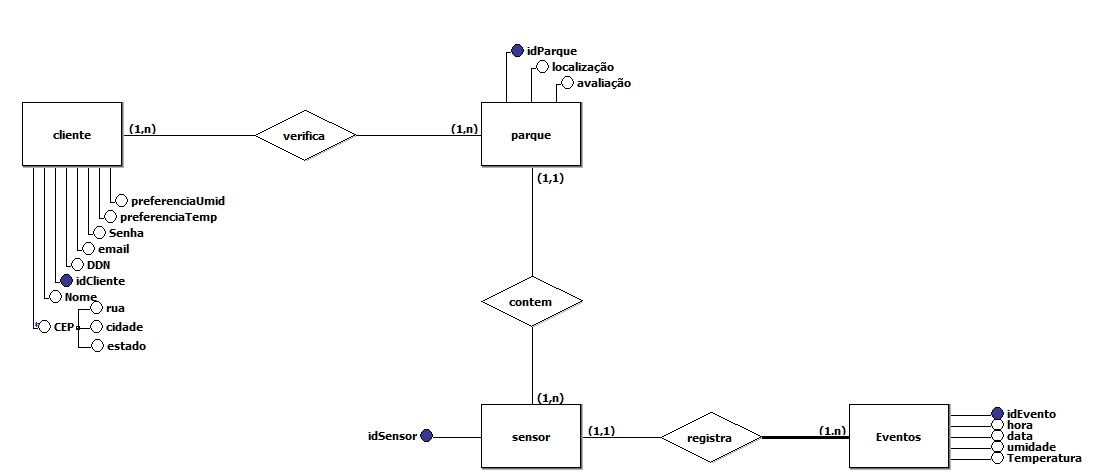 idParque
localização
avaliação
cliente
(1,n)
verifica
(1,n)
parque
(1,1)
preferenciaUmid
preferenciaTemp
Senha
email
DDN
idCliente
Nome
rua
CEP
cidade
estado
contem
(1,n)
idSensor
sensor
(1,1)
registra
(1,n)
Eventos
idEvento
hora
data
umidade
Temperatura